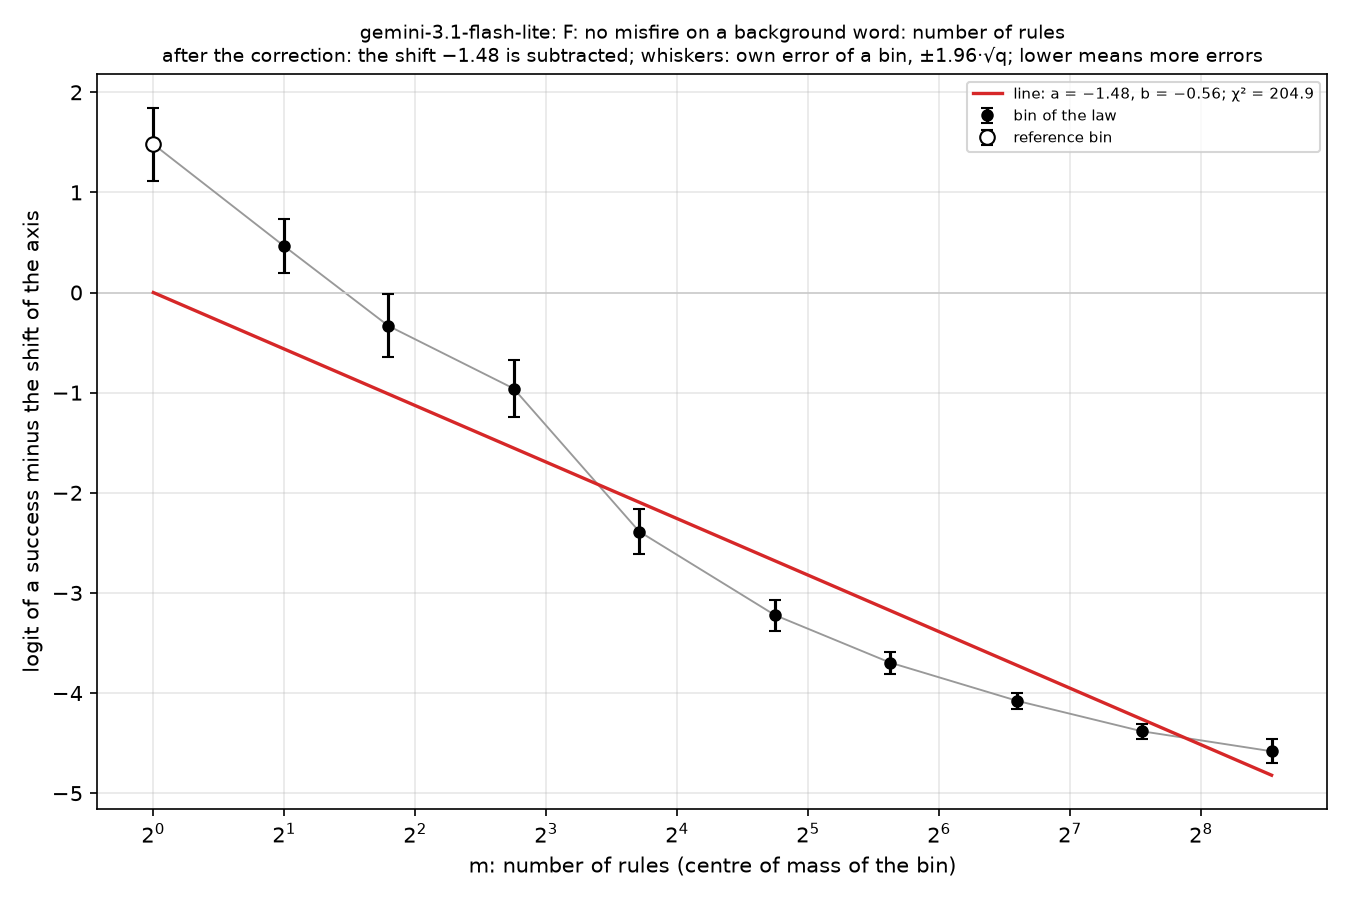 gemini-3.1-flash-lite: F: no misfire on a background word: number of rules
after the correction: the shift −1.48 is subtracted; whiskers: own error of a bin, ±1.96·√q; lower means more errors
line: a = −1.48, b = −0.56; χ² = 204.9
bin of the law
reference bin
logit of a success minus the shift of the axis
2
1
0
−1
−2
−3
−4
−5
2⁰ 2¹ 2² 2³ 2⁴ 2⁵ 2⁶ 2⁷ 2⁸
m: number of rules (centre of mass of the bin)